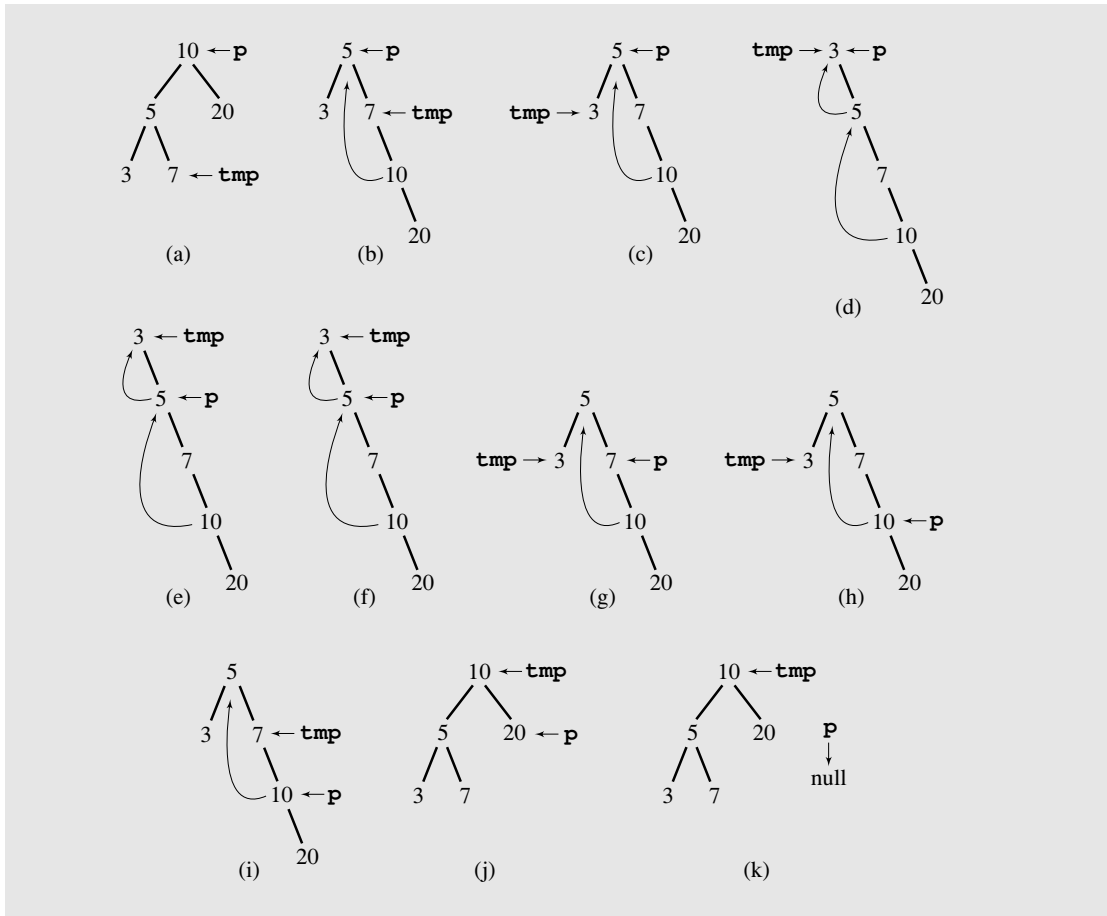 10 p
5 20
3 7 tmp
(a)
5 p
3 7 tmp
10
20
(b)
5 p
tmp 3 7
10
20
(c)
tmp 3 p
5
7
10
20
(d)
3 tmp
5 p
7
10
20
(e)
3 tmp
5 p
7
10
20
(f)
5
tmp 3 7 p
10
20
(g)
5
tmp 3 7
10 p
20
(h)
5
3 7 tmp
10 p
20
(i)
10 tmp
5 20 p
3 7
(j)
10 tmp
5 20 p
3 7 null
(k)